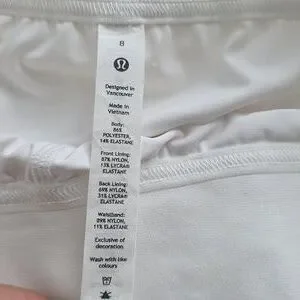 8
Designed in
Vancouver
Made in
Vietnam
Body:
86%
POLYESTER,
14% ELASTANE
Front Lining:
87% NYLON,
13% LYCRA®
ELASTANE
Back Lining:
69% NYLON,
31% LYCRA®
ELASTANE
Waistband:
89% NYLON,
11% ELASTANE
Exclusive of
decoration
Wash with like
colours